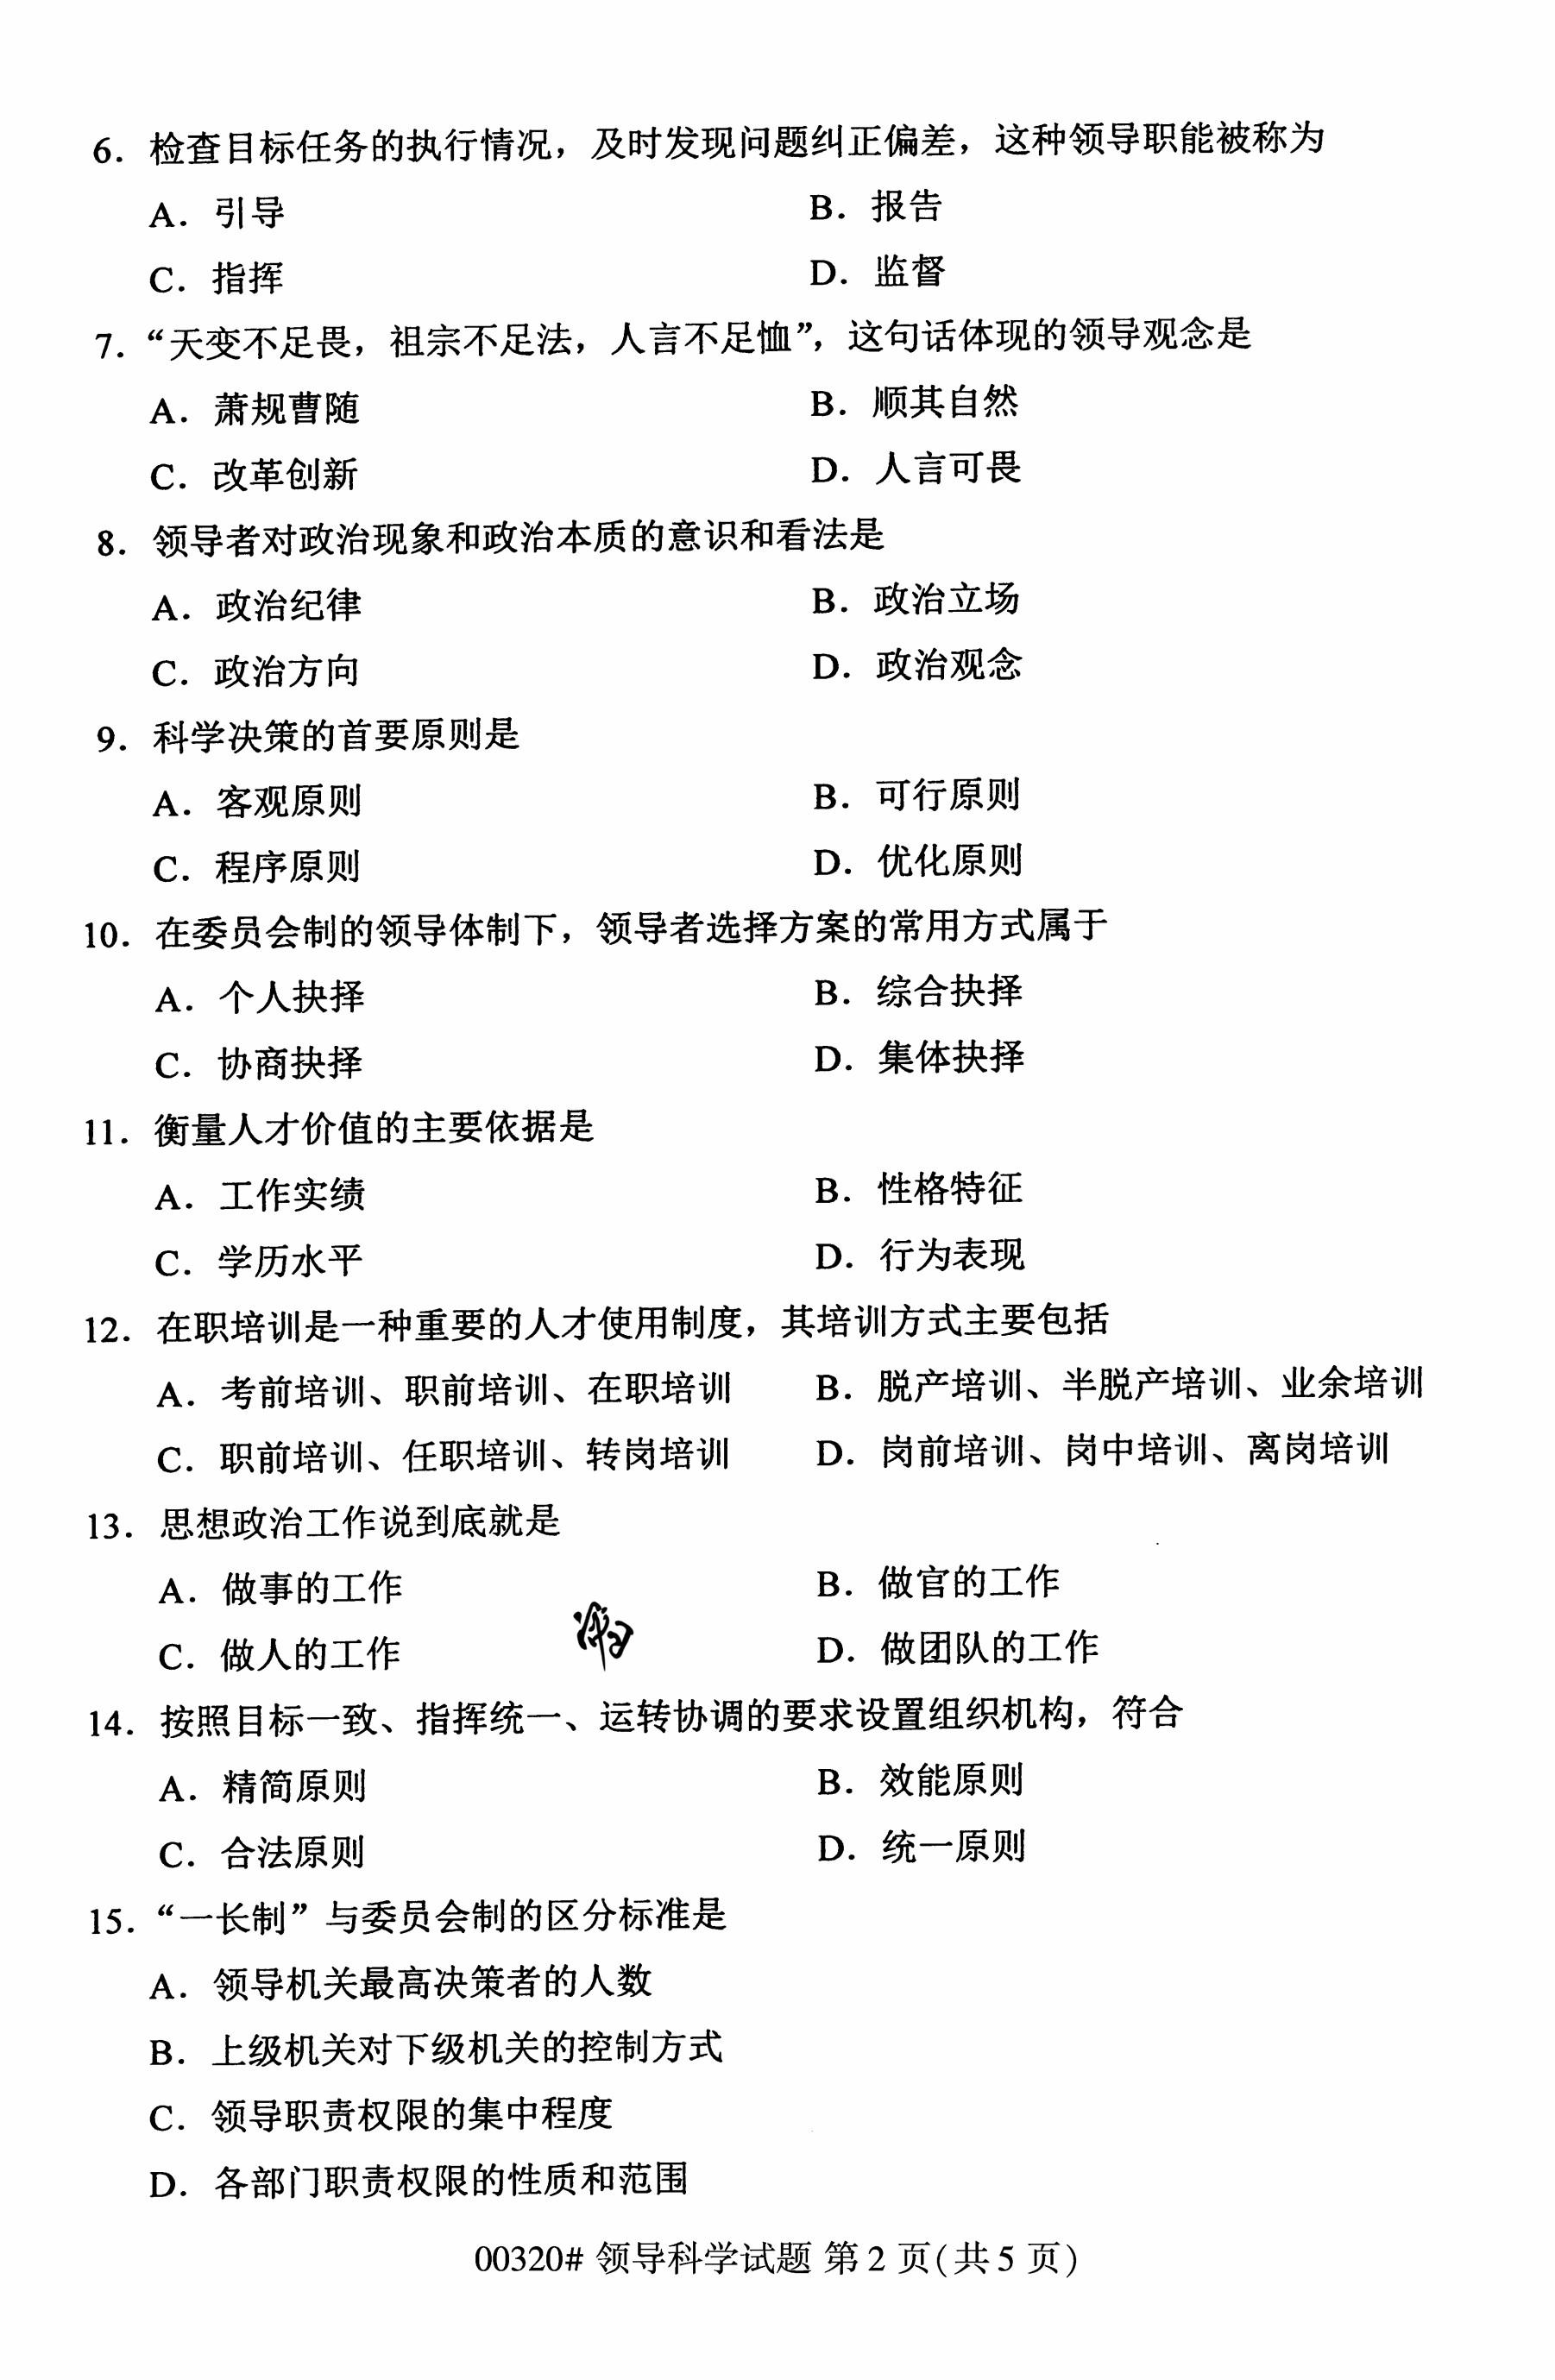 6. 检查目标任务的执行情况，及时发现问题纠正偏差，这种领导职能被称为
A. 引导 B. 报告
C. 指挥 D. 监督
7. “天变不足畏，祖宗不足法，人言不足恤”，这句话体现的领导观念是
A. 萧规曹随 B. 顺其自然
C. 改革创新 D. 人言可畏
8. 领导者对政治现象和政治本质的意识和看法是
A. 政治纪律 B. 政治立场
C. 政治方向 D. 政治观念
9. 科学决策的首要原则是
A. 客观原则 B. 可行原则
C. 程序原则 D. 优化原则
10. 在委员会制的领导体制下，领导者选择方案的常用方式属于
A. 个人抉择 B. 综合抉择
C. 协商抉择 D. 集体抉择
11. 衡量人才价值的主要依据是
A. 工作实绩 B. 性格特征
C. 学历水平 D. 行为表现
12. 在职培训是一种重要的人才使用制度，其培训方式主要包括
A. 考前培训、职前培训、在职培训 B. 脱产培训、半脱产培训、业余培训
C. 职前培训、任职培训、转岗培训 D. 岗前培训、岗中培训、离岗培训
13. 思想政治工作说到底就是
A. 做事的工作 B. 做官的工作
C. 做人的工作 D. 做团队的工作
14. 按照目标一致、指挥统一、运转协调的要求设置组织机构，符合
A. 精简原则 B. 效能原则
C. 合法原则 D. 统一原则
15. “一长制”与委员会制的区分标准是
A. 领导机关最高决策者的人数
B. 上级机关对下级机关的控制方式
C. 领导职责权限的集中程度
D. 各部门职责权限的性质和范围
00320# 领导科学试题 第 2 页(共 5 页)